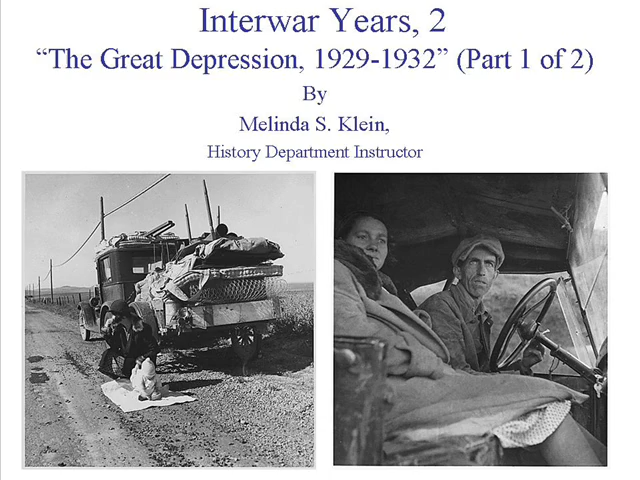 Interwar Years, 2
“The Great Depression, 1929-1932” (Part 1 of 2)
By
Melinda S. Klein,
History Department Instructor